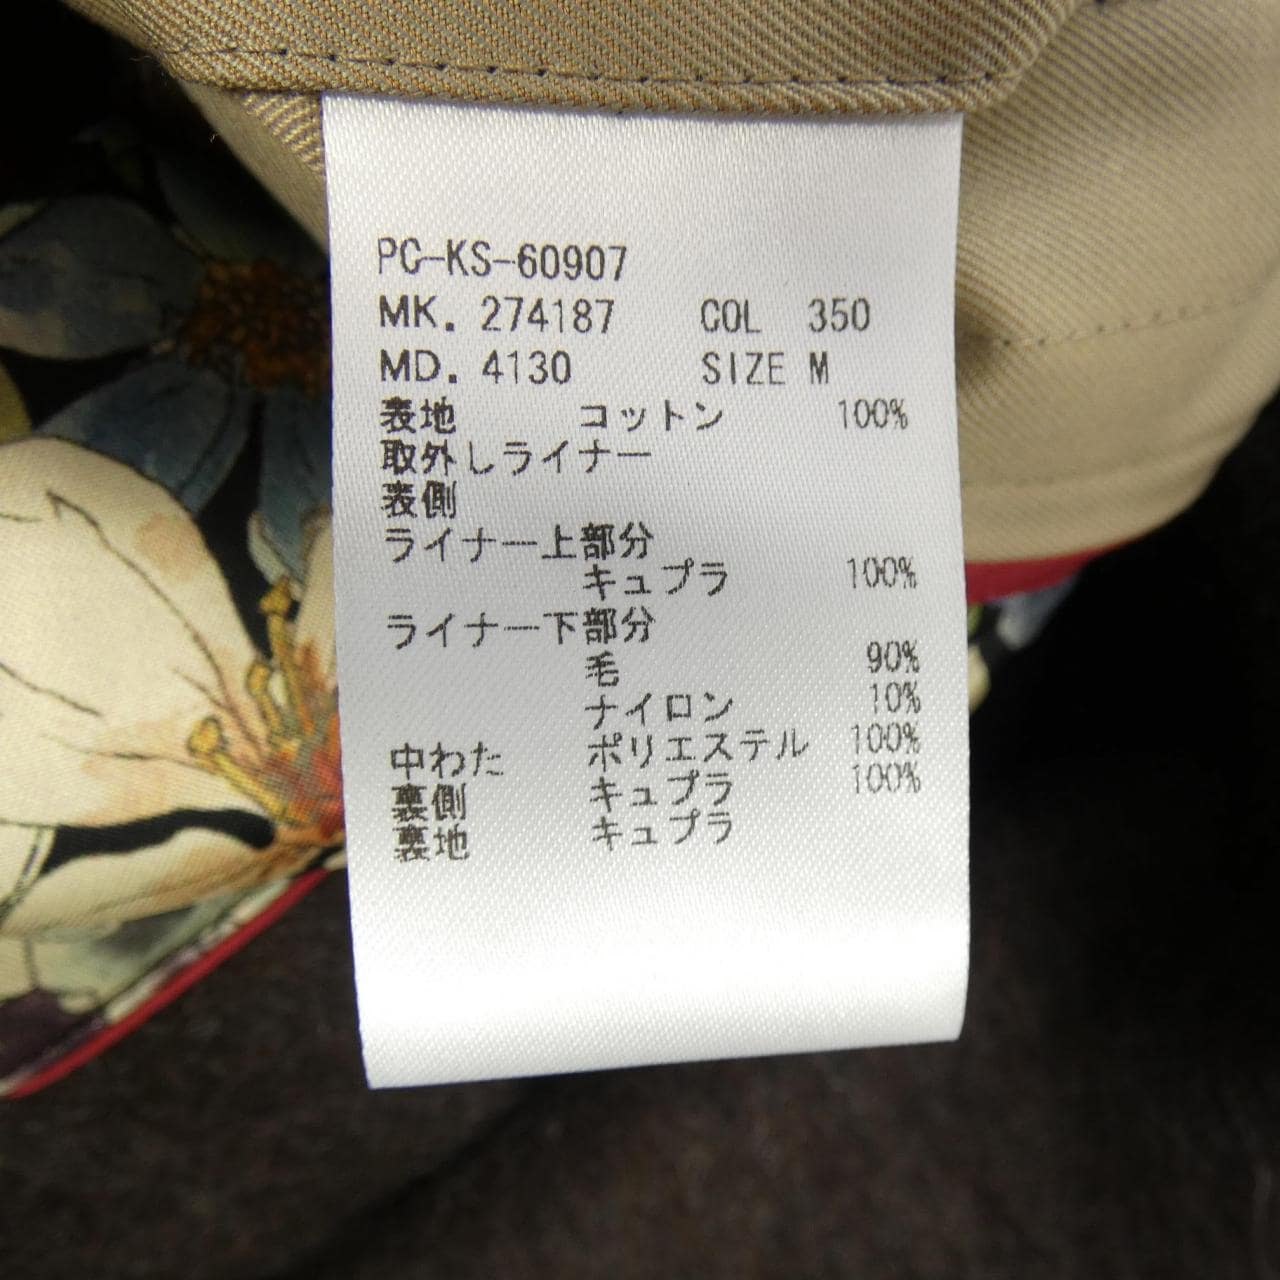 PC-KS-60907
MK. 274187 COL 350
MD. 4130 SIZE M
表地 コットン 100%
取外しライナー
表側
ライナー上部分
キュプラ 100%
ライナー下部分
毛 90%
ナイロン 10%
中わた ポリエステル 100%
裏側 キュプラ 100%
裏地 キュプラ